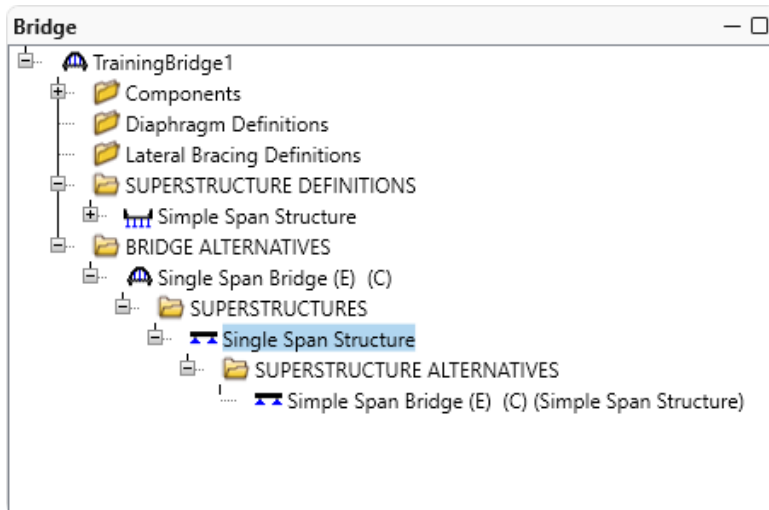 Bridge
TrainingBridge1
Components
Diaphragm Definitions
Lateral Bracing Definitions
SUPERSTRUCTURE DEFINITIONS
Simple Span Structure
BRIDGE ALTERNATIVES
Single Span Bridge (E) (C)
SUPERSTRUCTURES
Single Span Structure
SUPERSTRUCTURE ALTERNATIVES
Simple Span Bridge (E) (C) (Simple Span Structure)